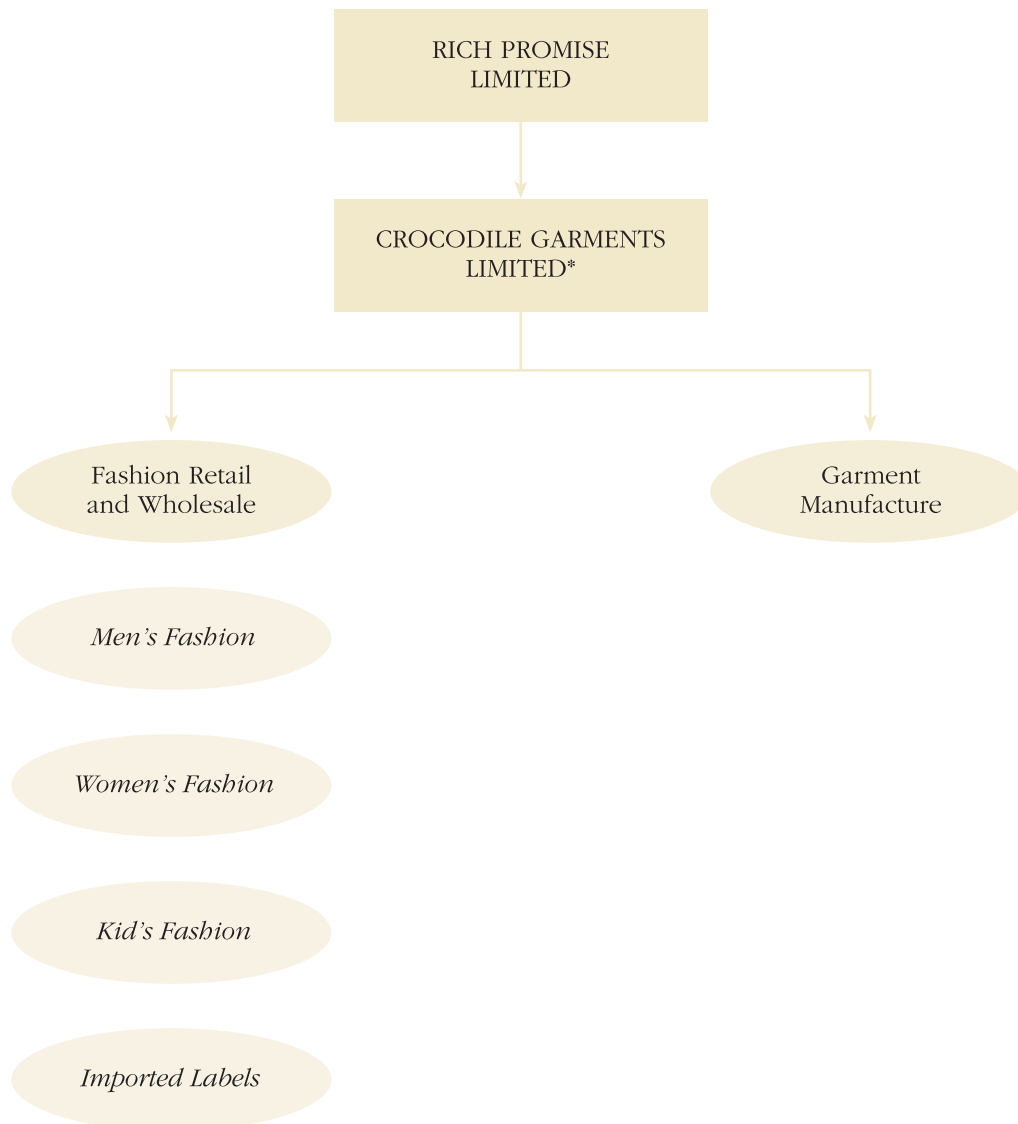 RICH PROMISE
LIMITED
CROCODILE GARMENTS
LIMITED*
Fashion Retail
and Wholesale
Garment
Manufacture
Men's Fashion
Women's Fashion
Kid's Fashion
Imported Labels